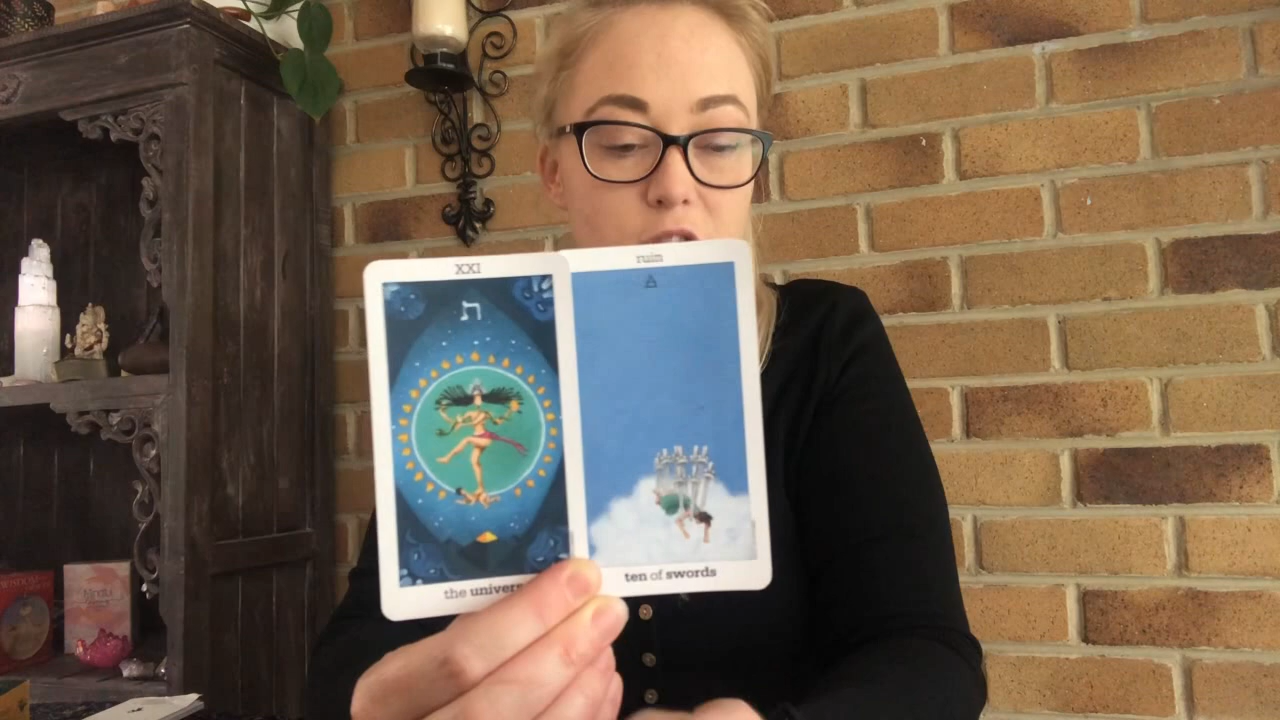 XXI
ת
the univers
ruin
ten of swords